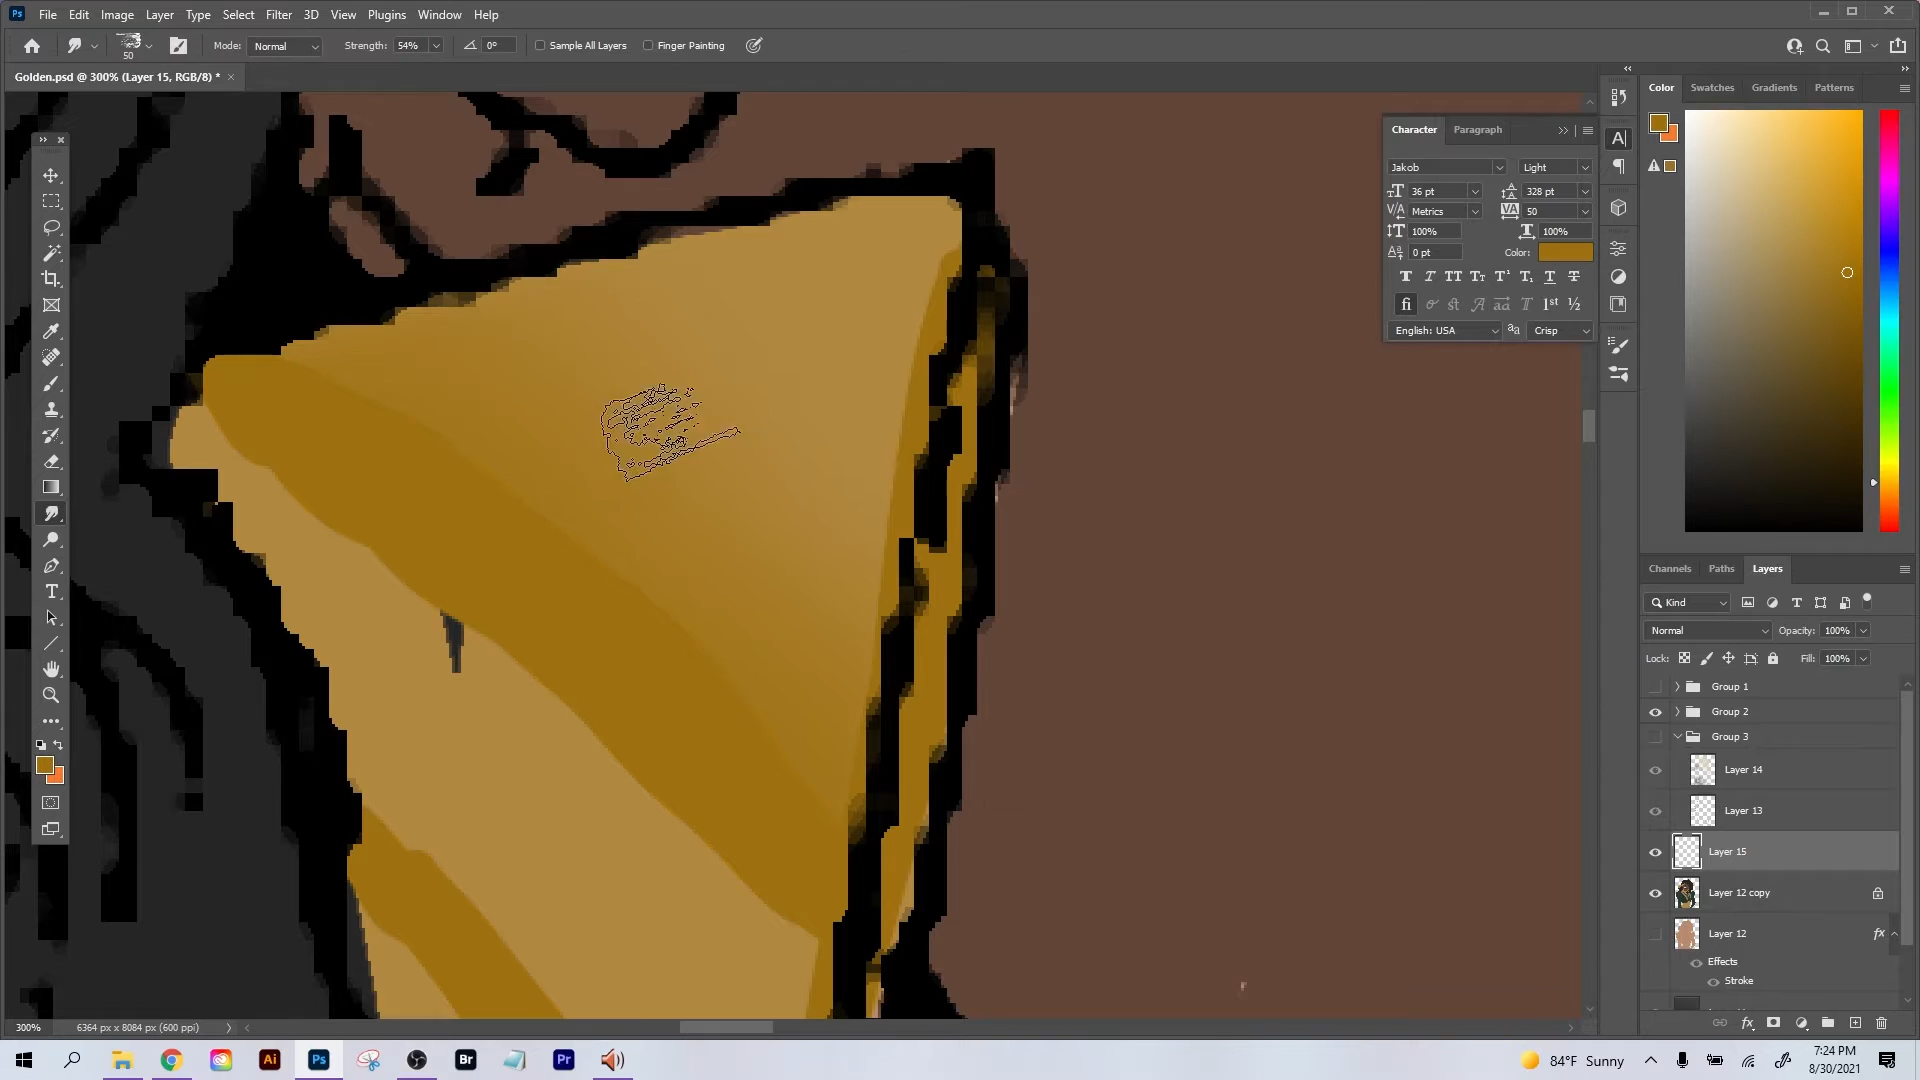 File Edit Image Layer Type Select Filter 3D View Plugins Window Help
50 Mode: Normal Strength: 54% 0° Sample All Layers Finger Painting
Golden.psd @ 300% (Layer 15, RGB/8) * ×
Color Swatches Gradients Patterns
Character Paragraph
Jakob Light
36 pt 328 pt
Metrics 50
100% 100%
0 pt Color:
English: USA Crisp
Channels Paths Layers
Kind
Normal Opacity: 100%
Lock: Fill: 100%
Group 1
Group 2
Group 3
Layer 14
Layer 13
Layer 15
Layer 12 copy
Layer 12 fx
Effects
Stroke
300% 6364 px x 8084 px (600 ppi)
84°F Sunny
7:24 PM
8/30/2021